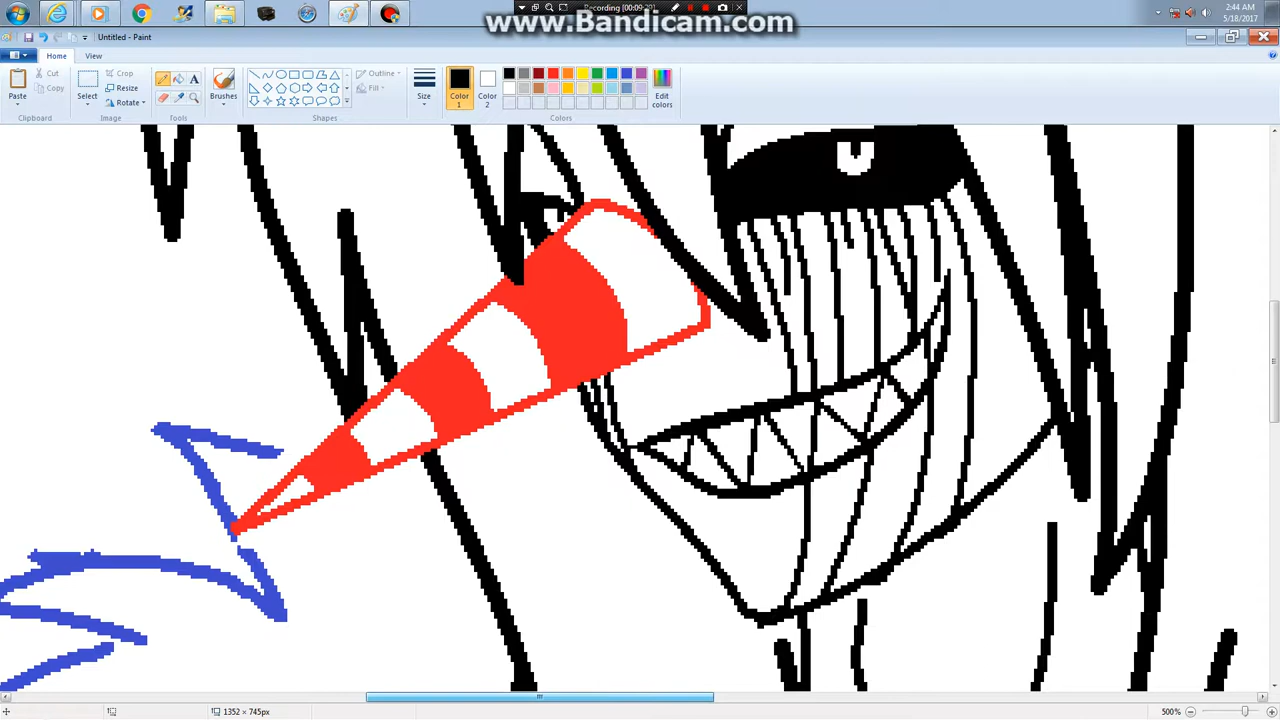 Recording [00:09:29]
www.Bandicam.com
2:44 AM
5/18/2017
Untitled - Paint
Home View
Paste
Cut
Copy
Clipboard
Select
Crop
Resize
Rotate
Image
A
Tools
Brushes
Shapes
Outline
Fill
Size
Color 1
Color 2
Edit colors
Colors
1352 × 745px
500%